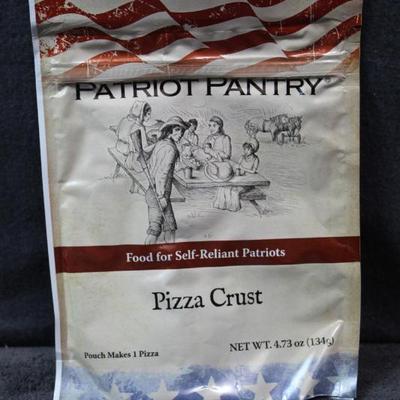 PATRIOT PANTRY®
Food for Self-Reliant Patriots
Pizza Crust
Pouch Makes 1 Pizza
NET WT. 4.73 oz (134g)